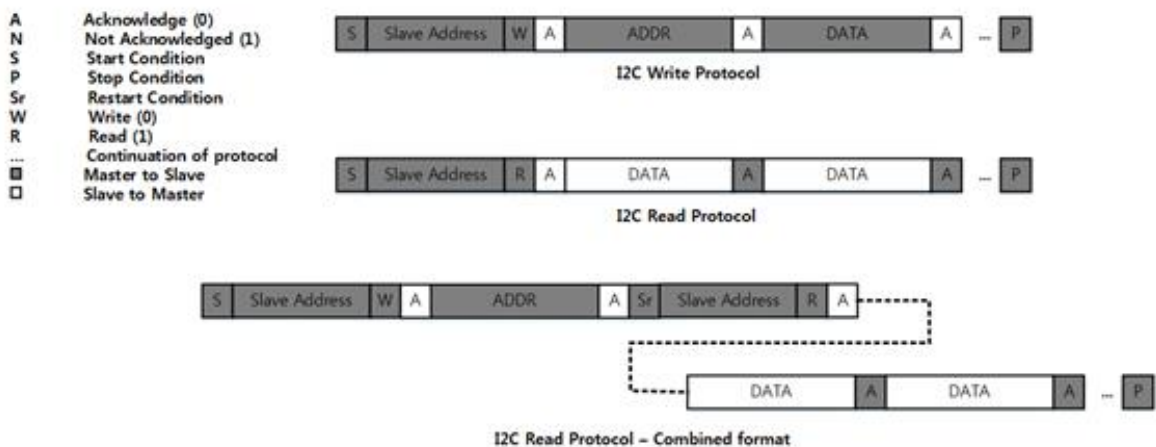 A Acknowledge (0)
N Not Acknowledged (1)
S Start Condition
P Stop Condition
Sr Restart Condition
W Write (0)
R Read (1)
... Continuation of protocol
Master to Slave
Slave to Master
S Slave Address W A ADDR A DATA A ... P
I2C Write Protocol
S Slave Address R A DATA A DATA A ... P
I2C Read Protocol
S Slave Address W A ADDR A Sr Slave Address R A
DATA A DATA A ... P
I2C Read Protocol – Combined format